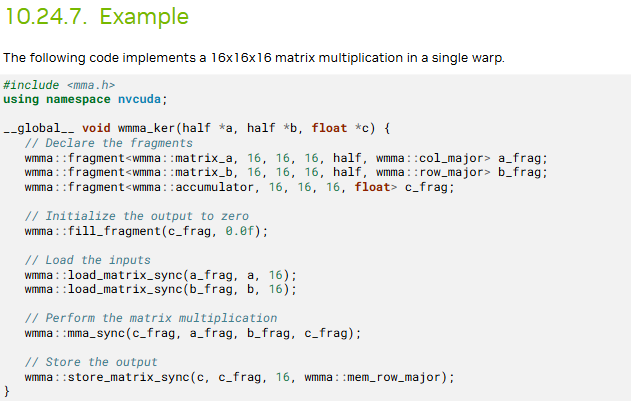 10.24.7. Example
The following code implements a 16x16x16 matrix multiplication in a single warp.
#include <mma.h>
using namespace nvcuda;
__global__ void wmma_ker(half *a, half *b, float *c) {
// Declare the fragments
wmma::fragment<wmma::matrix_a, 16, 16, 16, half, wmma::col_major> a_frag;
wmma::fragment<wmma::matrix_b, 16, 16, 16, half, wmma::row_major> b_frag;
wmma::fragment<wmma::accumulator, 16, 16, 16, float> c_frag;
// Initialize the output to zero
wmma::fill_fragment(c_frag, 0.0f);
// Load the inputs
wmma::load_matrix_sync(a_frag, a, 16);
wmma::load_matrix_sync(b_frag, b, 16);
// Perform the matrix multiplication
wmma::mma_sync(c_frag, a_frag, b_frag, c_frag);
// Store the output
wmma::store_matrix_sync(c, c_frag, 16, wmma::mem_row_major);
}